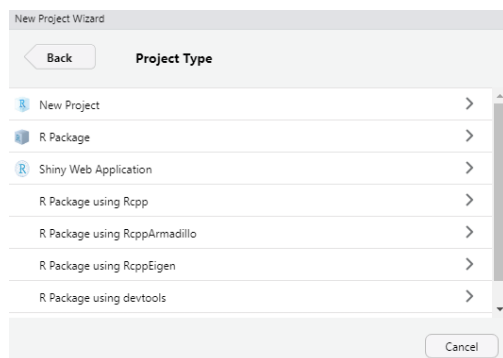 New Project Wizard
Back
Project Type
R New Project
R Package
R Shiny Web Application
R Package using Rcpp
R Package using RcppArmadillo
R Package using RcppEigen
R Package using devtools
Cancel